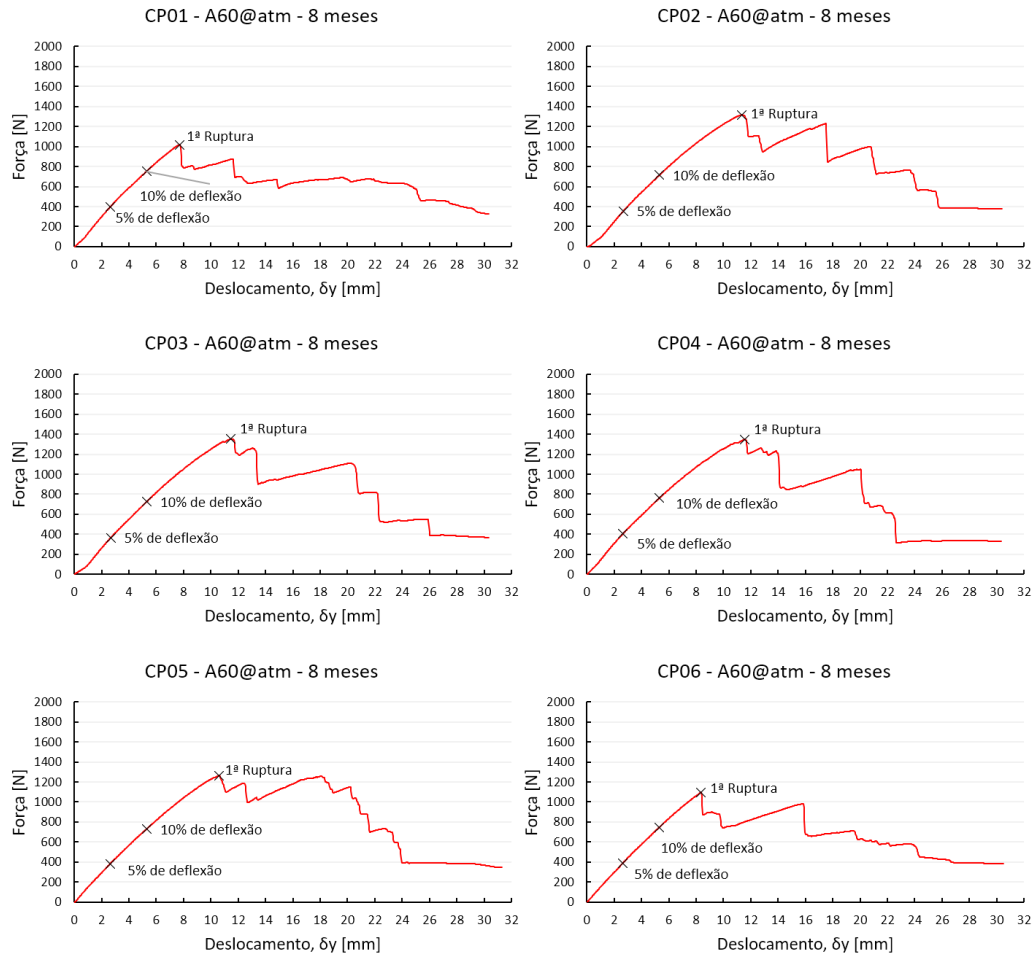 CP01 - A60@atm - 8 meses
Força [N]
2000
1800
1600
1400
1200
1000
800
600
400
200
0
1ª Ruptura
10% de deflexão
5% de deflexão
0 2 4 6 8 10 12 14 16 18 20 22 24 26 28 30 32
Deslocamento, δy [mm]
CP02 - A60@atm - 8 meses
Força [N]
2000
1800
1600
1400
1200
1000
800
600
400
200
0
1ª Ruptura
10% de deflexão
5% de deflexão
0 2 4 6 8 10 12 14 16 18 20 22 24 26 28 30 32
Deslocamento, δy [mm]
CP03 - A60@atm - 8 meses
Força [N]
2000
1800
1600
1400
1200
1000
800
600
400
200
0
1ª Ruptura
10% de deflexão
5% de deflexão
0 2 4 6 8 10 12 14 16 18 20 22 24 26 28 30 32
Deslocamento, δy [mm]
CP04 - A60@atm - 8 meses
Força [N]
2000
1800
1600
1400
1200
1000
800
600
400
200
0
1ª Ruptura
10% de deflexão
5% de deflexão
0 2 4 6 8 10 12 14 16 18 20 22 24 26 28 30 32
Deslocamento, δy [mm]
CP05 - A60@atm - 8 meses
Força [N]
2000
1800
1600
1400
1200
1000
800
600
400
200
0
1ª Ruptura
10% de deflexão
5% de deflexão
0 2 4 6 8 10 12 14 16 18 20 22 24 26 28 30 32
Deslocamento, δy [mm]
CP06 - A60@atm - 8 meses
Força [N]
2000
1800
1600
1400
1200
1000
800
600
400
200
0
1ª Ruptura
10% de deflexão
5% de deflexão
0 2 4 6 8 10 12 14 16 18 20 22 24 26 28 30 32
Deslocamento, δy [mm]